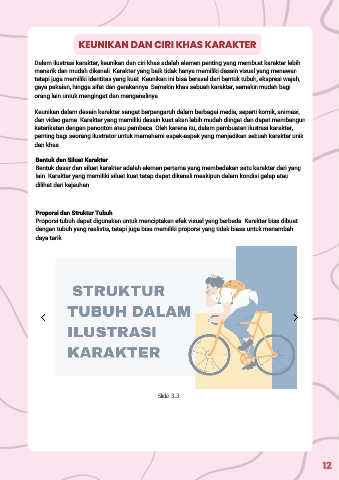 KEUNIKAN DAN CIRI KHAS KARAKTER
Dalam ilustrasi karakter, keunikan dan ciri khas adalah elemen penting yang membuat karakter lebih
menarik dan mudah dikenali. Karakter yang baik tidak hanya memiliki desain visual yang menawan
tetapi juga memiliki identitas yang kuat. Keunikan ini bisa berasal dari bentuk tubuh, ekspresi wajah,
gaya pakaian, hingga sifat dan gerakannya. Semakin khas sebuah karakter, semakin mudah bagi
orang lain untuk mengingat dan mengenalinya.
Keunikan dalam desain karakter sangat berpengaruh dalam berbagai media, seperti komik, animasi,
dan video game. Karakter yang memiliki desain kuat akan lebih mudah diingat dan dapat membangun
keterikatan dengan penonton atau pembaca. Oleh karena itu, dalam pembuatan ilustrasi karakter,
penting bagi seorang ilustrator untuk memahami aspek-aspek yang menjadikan sebuah karakter unik
dan khas.
Bentuk dan Siluet Karakter
Bentuk dasar dan siluet karakter adalah elemen pertama yang membedakan satu karakter dari yang
lain. Karakter yang memiliki siluet kuat tetap dapat dikenali meskipun dalam kondisi gelap atau
dilihat dari kejauhan.
Proporsi dan Struktur Tubuh
Proporsi tubuh dapat digunakan untuk menciptakan efek visual yang berbeda. Karakter bisa dibuat
dengan tubuh yang realistis, tetapi juga bisa memiliki proporsi yang tidak biasa untuk menambah
daya tarik.
STRUKTUR
TUBUH DALAM
ILUSTRASI
KARAKTER
Slide 3.3
12